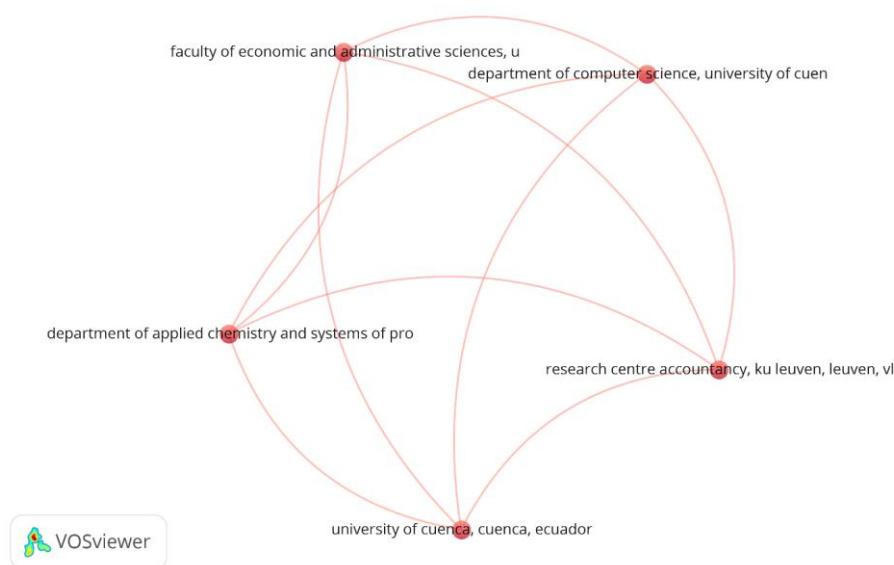 faculty of economic and administrative sciences, u
department of computer science, university of cuen
department of applied chemistry and systems of pro
research centre accountancy, ku leuven, leuven, vl
university of cuenca, cuenca, ecuador
VOSviewer